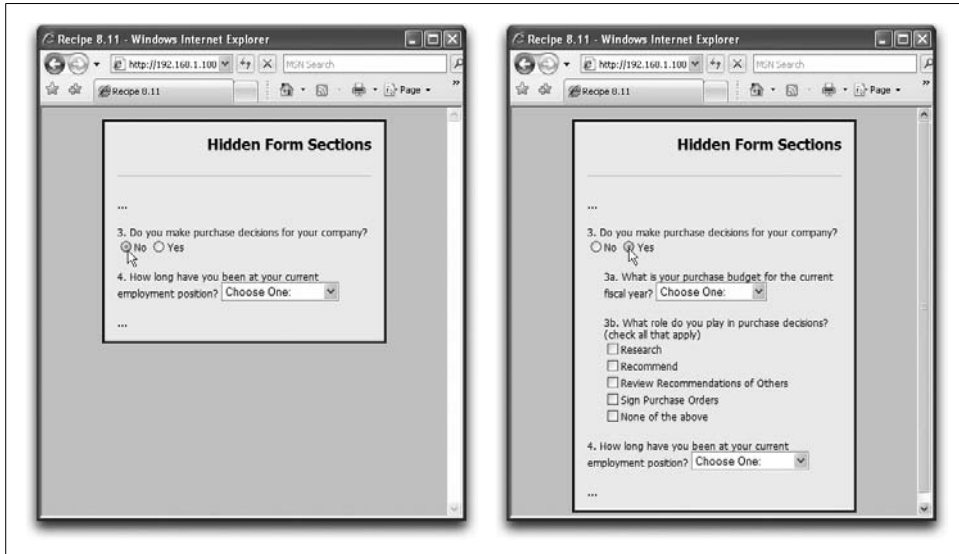 Recipe 8.11 - Windows Internet Explorer
http://192.168.1.100
MSN Search
Recipe 8.11
Page
Hidden Form Sections
...
3. Do you make purchase decisions for your company?
No Yes
4. How long have you been at your current
employment position? Choose One:
...
Recipe 8.11 - Windows Internet Explorer
http://192.168.1.100
MSN Search
Recipe 8.11
Page
Hidden Form Sections
...
3. Do you make purchase decisions for your company?
No Yes
3a. What is your purchase budget for the current
fiscal year? Choose One:
3b. What role do you play in purchase decisions?
(check all that apply)
Research
Recommend
Review Recommendations of Others
Sign Purchase Orders
None of the above
4. How long have you been at your current
employment position? Choose One:
...